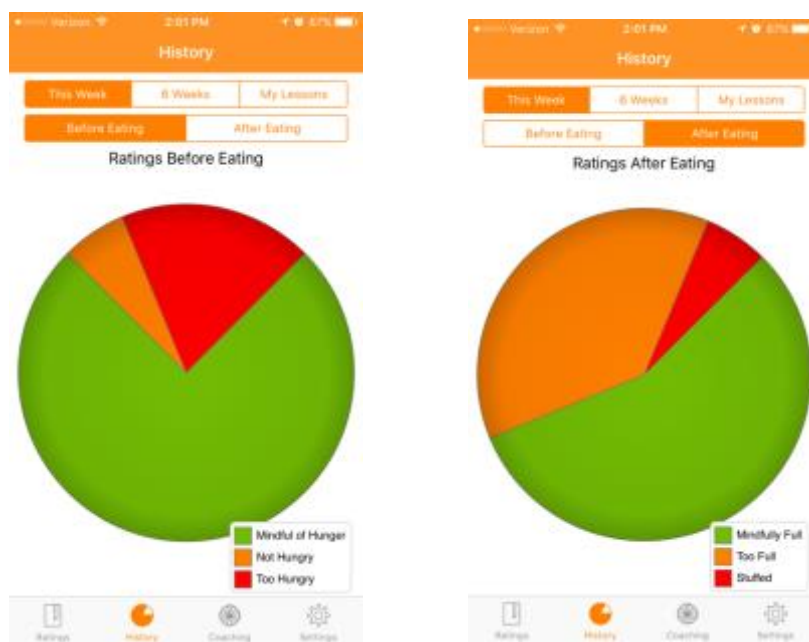 Verizon 2:01 PM 67%
History
This Week 6 Weeks My Lessons
Before Eating After Eating
Ratings Before Eating
Mindful of Hunger
Not Hungry
Too Hungry
Ratings History Coaching Settings
Verizon 2:01 PM 67%
History
This Week 6 Weeks My Lessons
Before Eating After Eating
Ratings After Eating
Mindfully Full
Too Full
Stuffed
Ratings History Coaching Settings